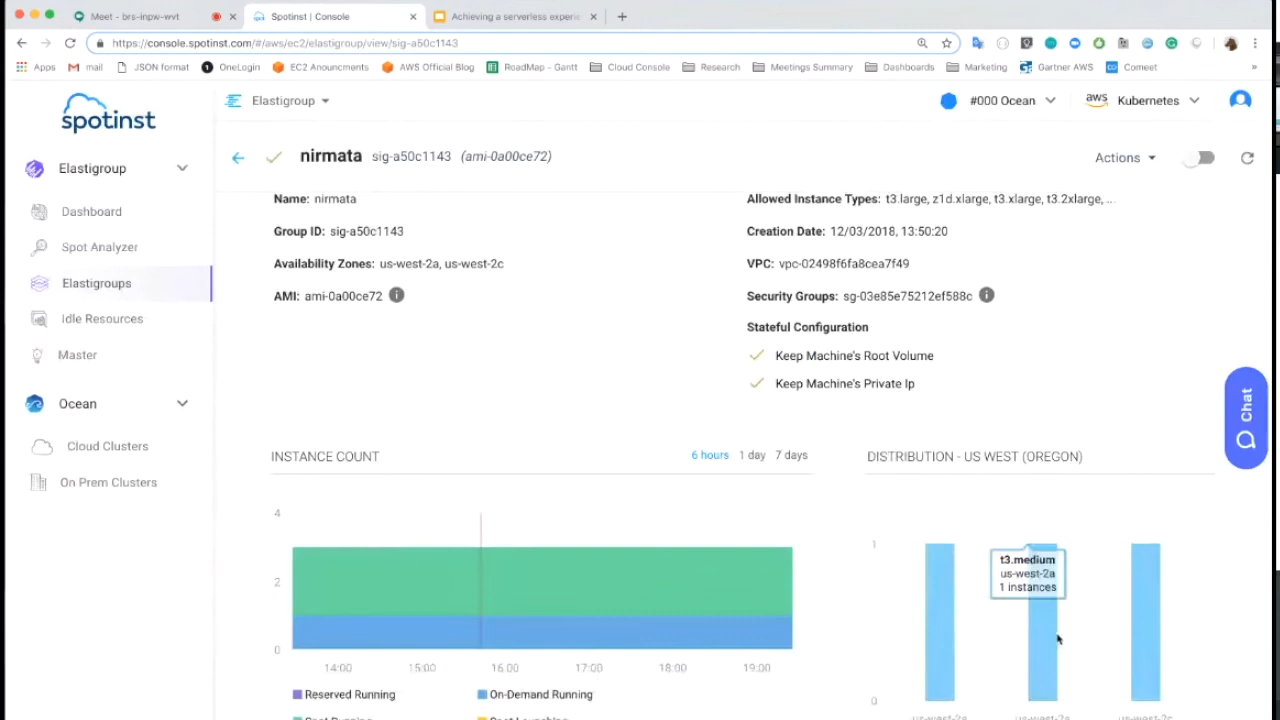 Meet - brs-inpw-wvt
Spotinst | Console
Achieving a serverless experie
https://console.spotinst.com/#/aws/ec2/elastigroup/view/sig-a50c1143
Apps mail JSON format OneLogin EC2 Anouncments AWS Official Blog RoadMap - Gantt Cloud Console Research Meetings Summary Dashboards Marketing Gartner AWS Comeet »
spotinst
Elastigroup
#000 Ocean
aws Kubernetes
nirmata sig-a50c1143 (ami-0a00ce72)
Actions
Elastigroup
Dashboard
Spot Analyzer
Elastigroups
Idle Resources
Master
Ocean
Cloud Clusters
On Prem Clusters
Name: nirmata
Group ID: sig-a50c1143
Availability Zones: us-west-2a, us-west-2c
AMI: ami-0a00ce72
Allowed Instance Types: t3.large, z1d.xlarge, t3.xlarge, t3.2xlarge, ...
Creation Date: 12/03/2018, 13:50:20
VPC: vpc-02498f6fa8cea7f49
Security Groups: sg-03e85e75212ef588c
Stateful Configuration
Keep Machine's Root Volume
Keep Machine's Private Ip
Chat
INSTANCE COUNT
6 hours 1 day 7 days
4
2
0
14:00 15:00 16:00 17:00 18:00 19:00
Reserved Running
On-Demand Running
DISTRIBUTION - US WEST (OREGON)
1
0
t3.medium
us-west-2a
1 instances